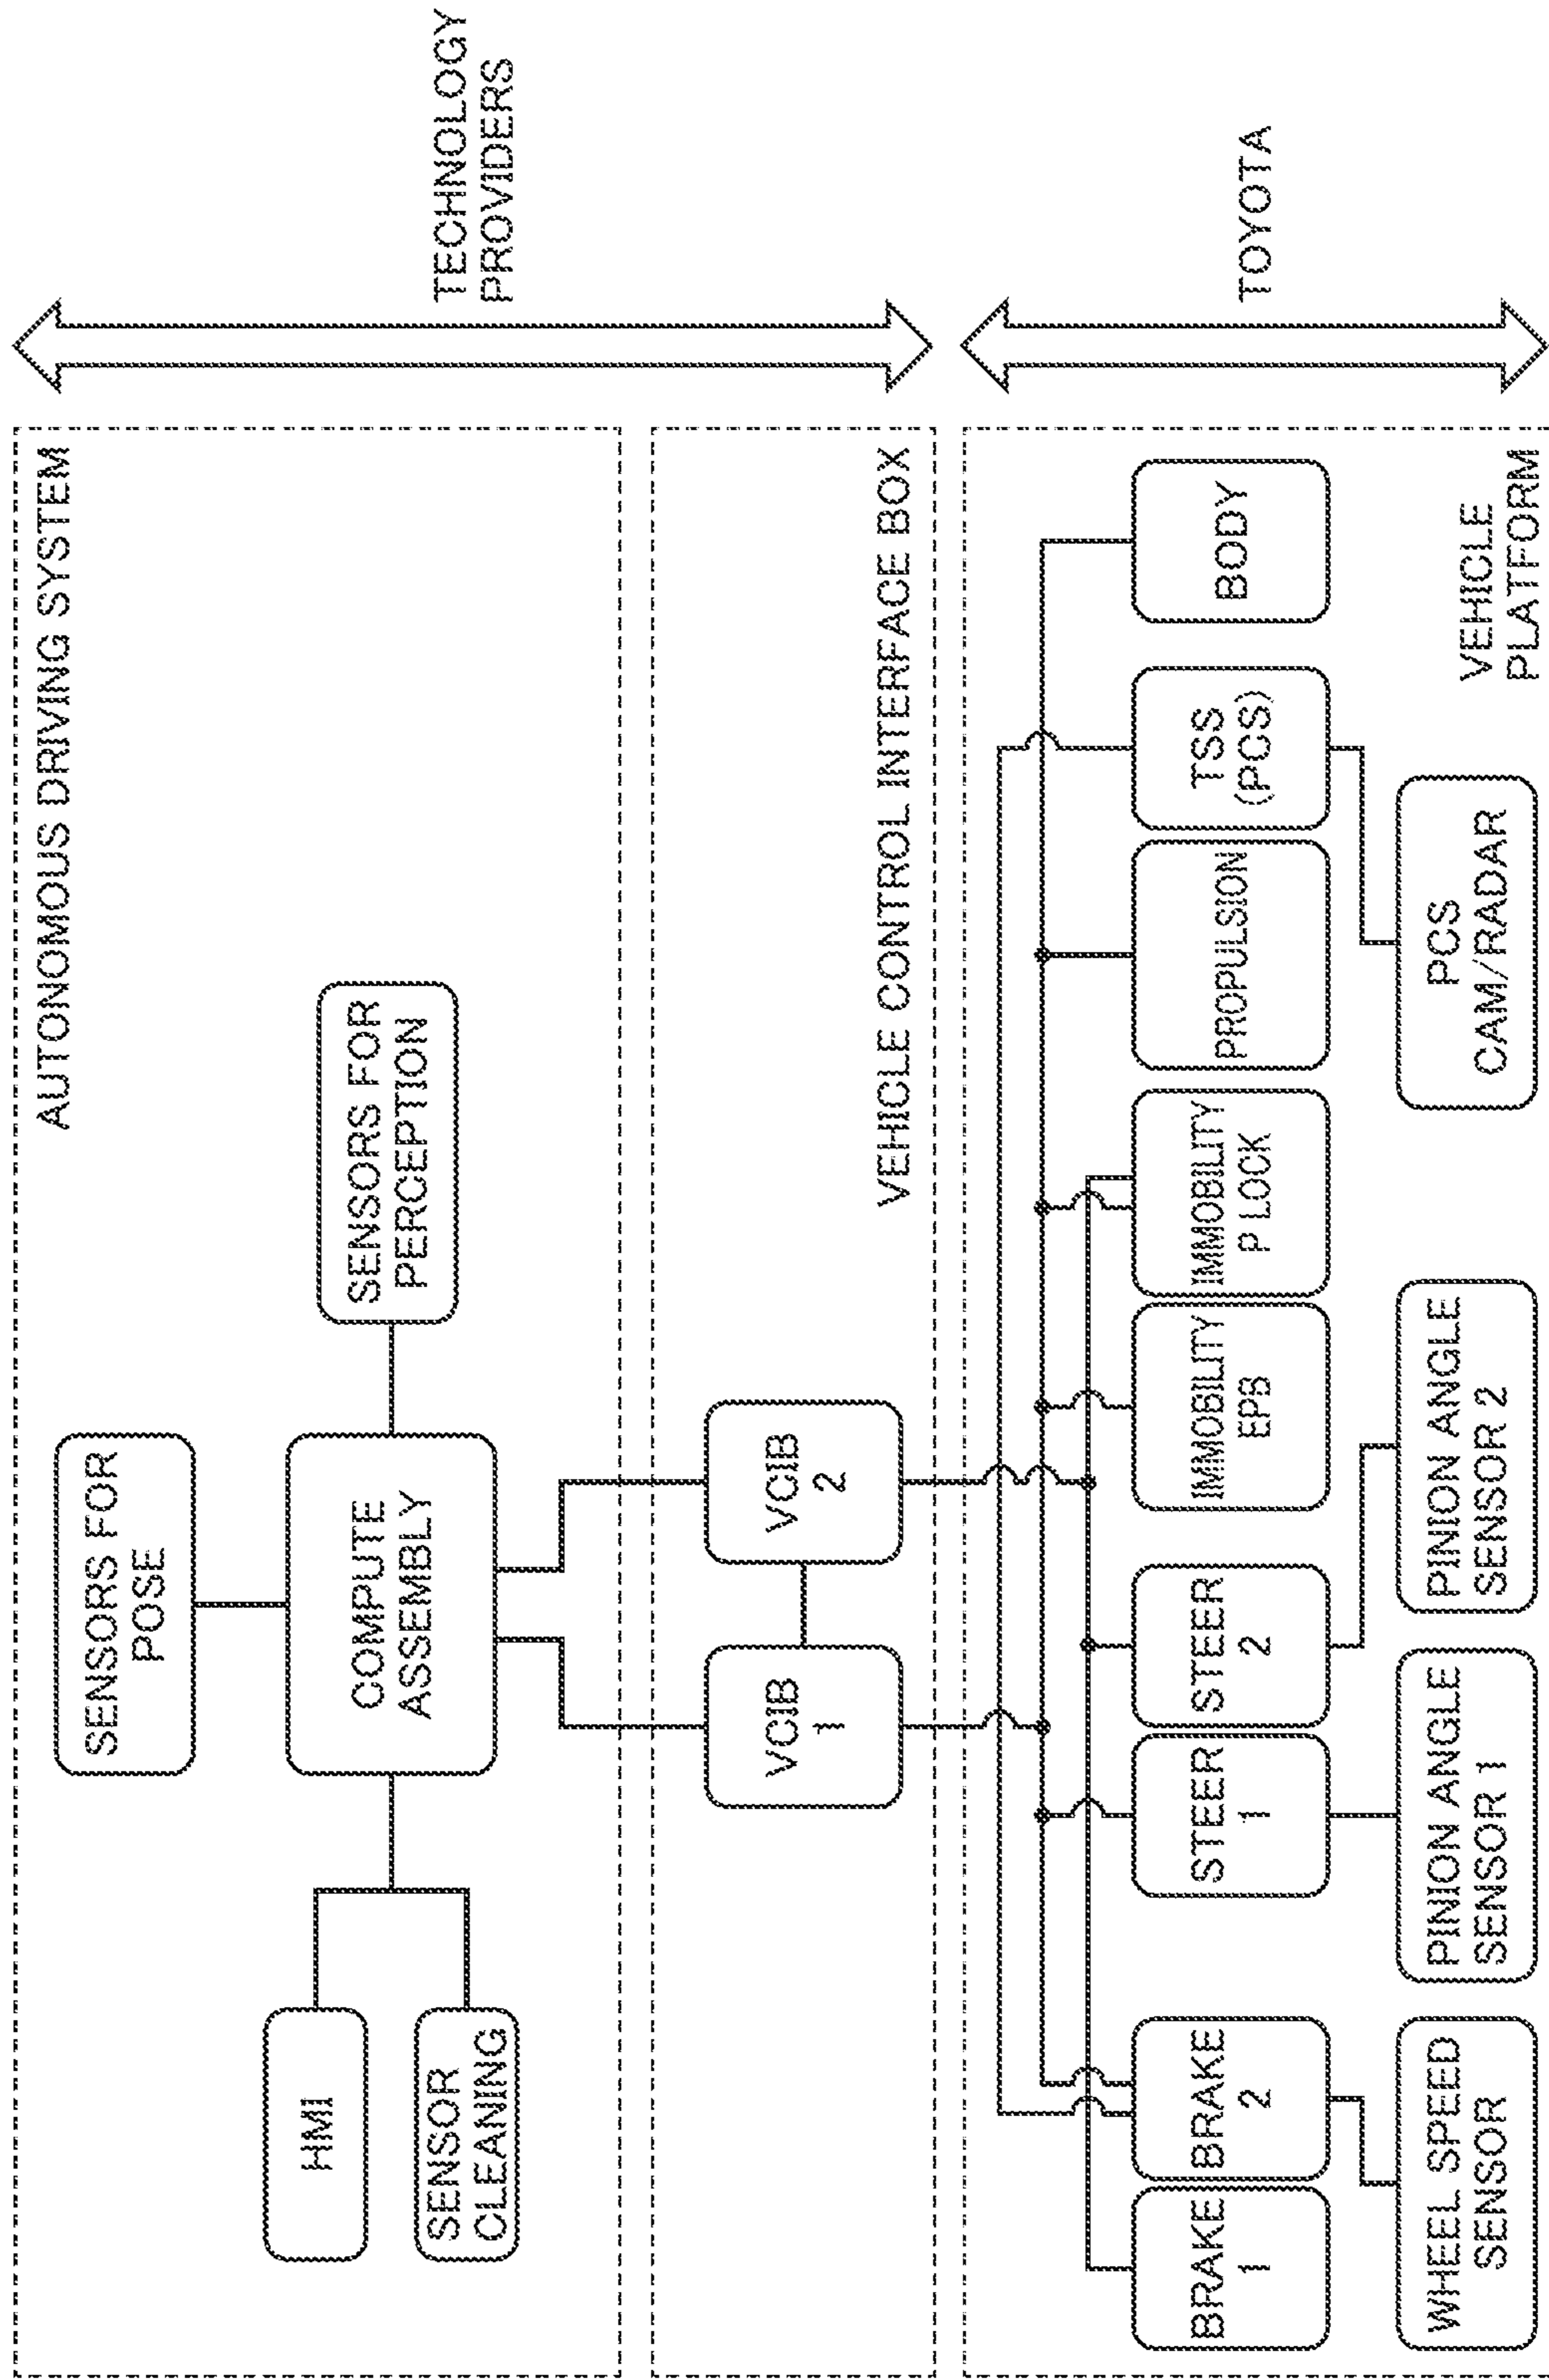 AUTONOMOUS DRIVING SYSTEM
SENSORS FOR
POSE
HMI
SENSOR
CLEANING
COMPUTE
ASSEMBLY
SENSORS FOR
PERCEPTION
TECHNOLOGY
PROVIDERS
VCIB
1
VCIB
2
VEHICLE CONTROL INTERFACE BOX
BRAKE
1
BRAKE
2
STEER
1
STEER
2
IMMOBILITY
EPB
IMMOBILITY
P LOCK
PROPULSION
TSS
(PCS)
BODY
TOYOTA
WHEEL SPEED
SENSOR
PINION ANGLE
SENSOR 1
PINION ANGLE
SENSOR 2
PCS
CAM/RADAR
VEHICLE
PLATFORM